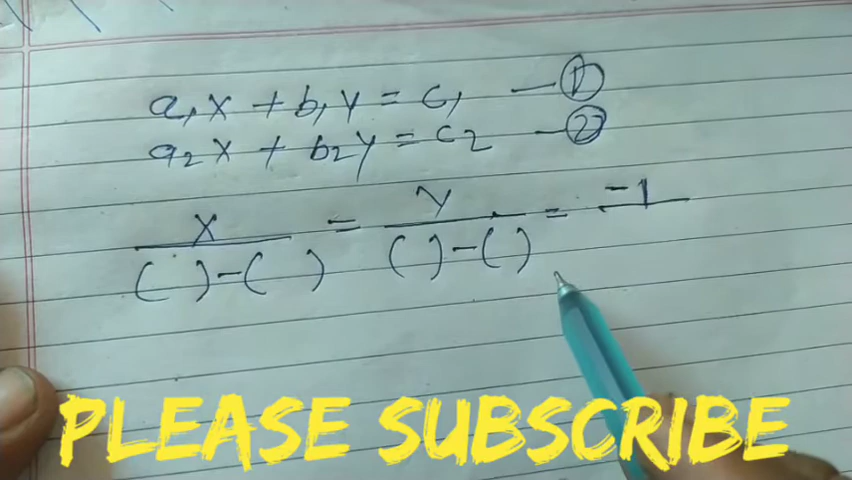 a₁x + b₁y = c₁ — ①
a₂x + b₂y = c₂ — ②
x = y = -1
( )-( ) ( )-( )
PLEASE SUBSCRIBE